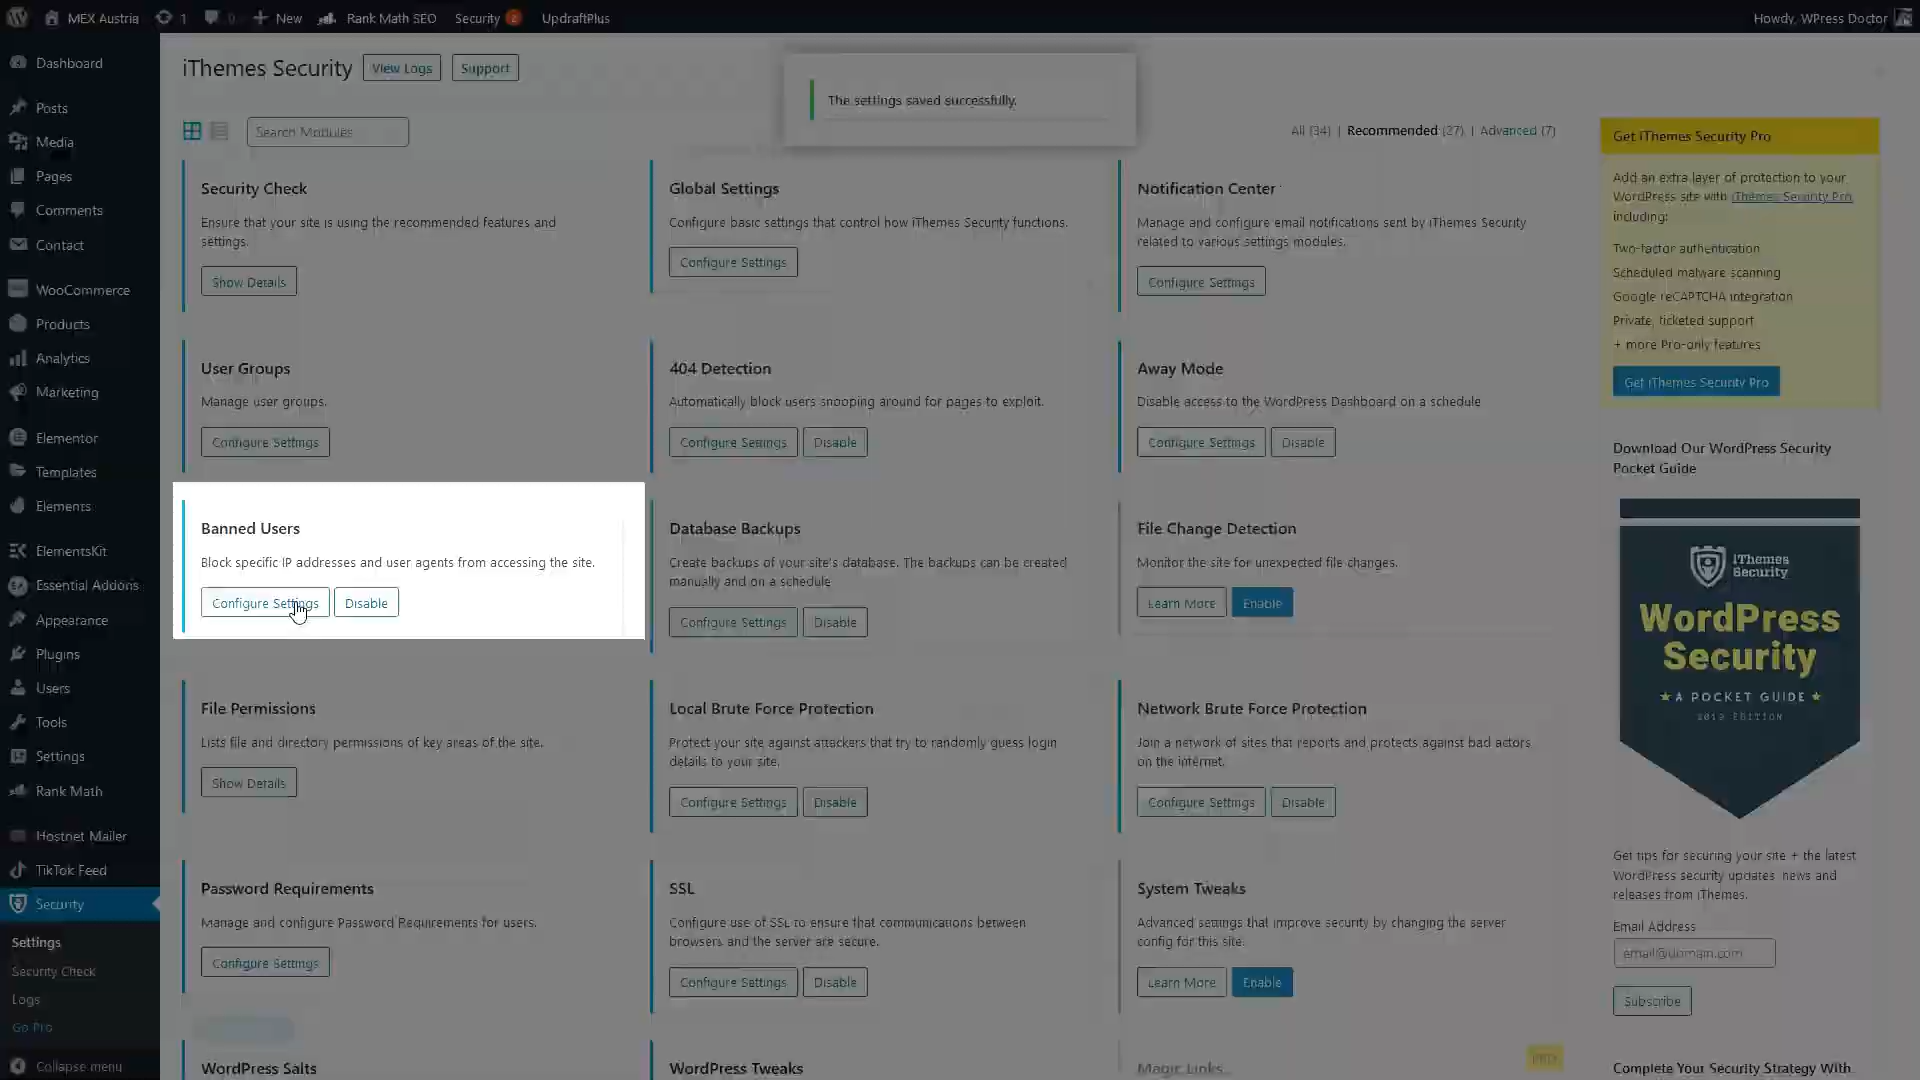 MEX Austria
1
0
New
Rank Math SEO
Security 2
UpdraftPlus
Howdy, WPress Doctor
Dashboard
Posts
Media
Pages
Comments
Contact
WooCommerce
Products
Analytics
Marketing
Elementor
Templates
Elements
ElementsKit
Essential Addons
Appearance
Plugins
Users
Tools
Settings
Rank Math
Hostnet Mailer
TikTok Feed
Security
Settings
Security Check
Logs
Go Pro
Collapse menu
iThemes Security
View Logs
Support
The settings saved successfully.
Search Modules
All (34) | Recommended (27) | Advanced (7)
Security Check
Ensure that your site is using the recommended features and
settings.
Show Details
Global Settings
Configure basic settings that control how iThemes Security functions.
Configure Settings
Notification Center
Manage and configure email notifications sent by iThemes Security
related to various settings modules.
Configure Settings
User Groups
Manage user groups.
Configure Settings
404 Detection
Automatically block users snooping around for pages to exploit.
Configure Settings
Disable
Away Mode
Disable access to the WordPress Dashboard on a schedule
Configure Settings
Disable
Banned Users
Block specific IP addresses and user agents from accessing the site.
Configure Settings
Disable
Database Backups
Create backups of your site's database. The backups can be created
manually and on a schedule
Configure Settings
Disable
File Change Detection
Monitor the site for unexpected file changes.
Learn More
Enable
File Permissions
Lists file and directory permissions of key areas of the site.
Show Details
Local Brute Force Protection
Protect your site against attackers that try to randomly guess login
details to your site.
Configure Settings
Disable
Network Brute Force Protection
Join a network of sites that reports and protects against bad actors
on the internet.
Configure Settings
Disable
Password Requirements
Manage and configure Password Requirements for users.
Configure Settings
SSL
Configure use of SSL to ensure that communications between
browsers and the server are secure.
Configure Settings
Disable
System Tweaks
Advanced settings that improve security by changing the server
config for this site.
Learn More
Enable
WordPress Salts
WordPress Tweaks
Magic Links
PRO
Get iThemes Security Pro
Add an extra layer of protection to your
WordPress site with iThemes Security Pro
including:
Two-factor authentication
Scheduled malware scanning
Google reCAPTCHA integration
Private, ticketed support
+ more Pro-only features
Get iThemes Security Pro
Download Our WordPress Security
Pocket Guide
iThemes
Security
WordPress
Security
A POCKET GUIDE
2019 EDITION
Get tips for securing your site + the latest
WordPress security updates, news and
releases from iThemes.
Email Address
email@domain.com
Subscribe
Complete Your Security Strategy With